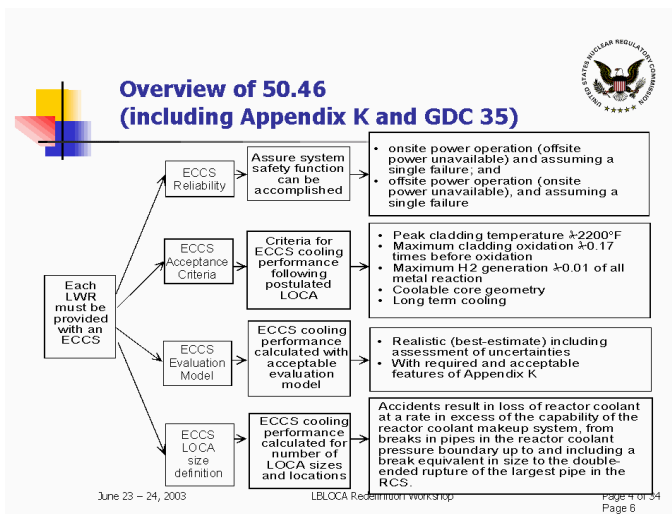 Overview of 50.46
(including Appendix K and GDC 35)
UNITED STATES NUCLEAR REGULATORY COMMISSION
Each
LWR
must be
provided
with an
ECCS
ECCS
Reliability
Assure system
safety function
can be
accomplished
• onsite power operation (offsite
power unavailable) and assuming a
single failure; and
• offsite power operation (onsite
power unavailable), and assuming a
single failure
ECCS
Acceptance
Criteria
Criteria for
ECCS cooling
performance
following
postulated
LOCA
• Peak cladding temperature λ2200°F
• Maximum cladding oxidation λ0.17
times before oxidation
• Maximum H2 generation λ0.01 of all
metal reaction
• Coolable core geometry
• Long term cooling
ECCS
Evaluation
Model
ECCS cooling
performance
calculated with
acceptable
evaluation
model
• Realistic (best-estimate) including
assessment of uncertainties
• With required and acceptable
features of Appendix K
ECCS
LOCA
size
definition
ECCS cooling
performance
calculated for
number of
LOCA sizes
and locations
Accidents result in loss of reactor coolant
at a rate in excess of the capability of the
reactor coolant makeup system, from
breaks in pipes in the reactor coolant
pressure boundary up to and including a
break equivalent in size to the double-
ended rupture of the largest pipe in the
RCS.
June 23 – 24, 2003
LBLOCA Redefinition Workshop
Page 4 of 34
Page 6